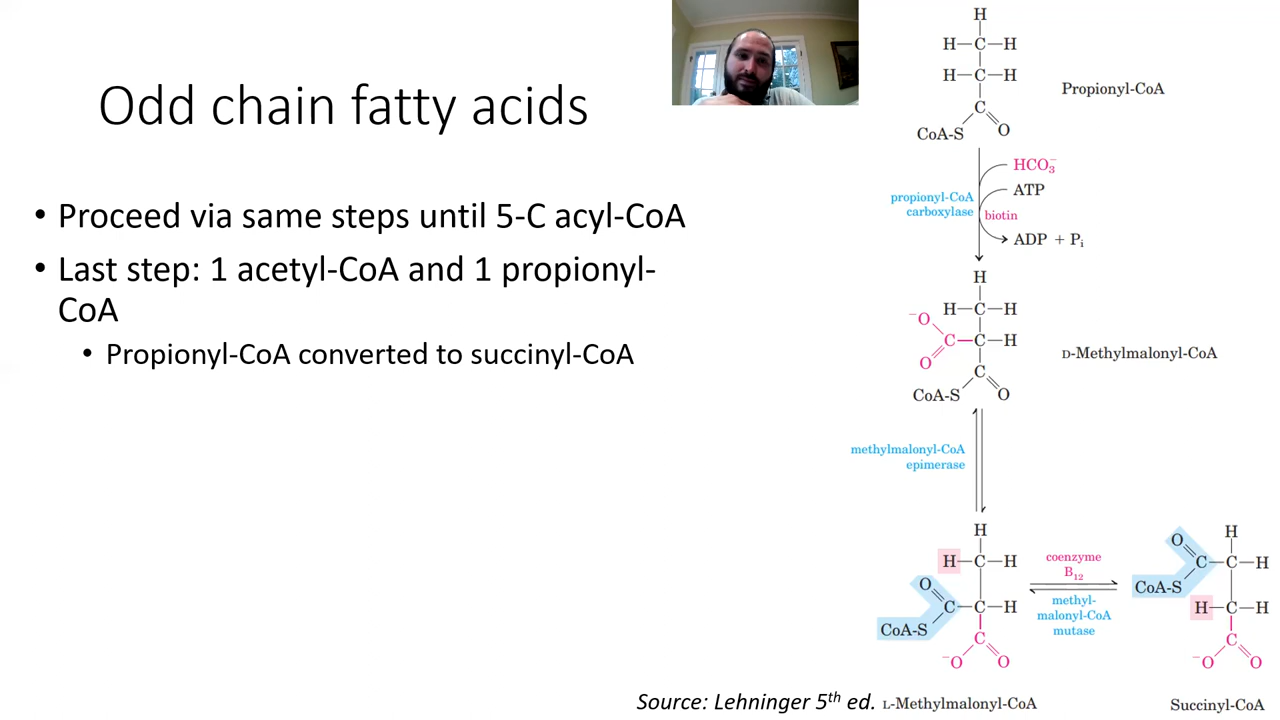 Odd chain fatty acids
• Proceed via same steps until 5-C acyl-CoA
• Last step: 1 acetyl-CoA and 1 propionyl-
CoA
• Propionyl-CoA converted to succinyl-CoA
H
H—C—H
H—C—H
C
CoA-S O
Propionyl-CoA
HCO₃⁻
ATP
propionyl-CoA
carboxylase
biotin
ADP + Pᵢ
H
⁻O H—C—H
C—C—H
O
C
CoA-S O
D-Methylmalonyl-CoA
methylmalonyl-CoA
epimerase
H
H—C—H
O
C—C—H
CoA-S
C
⁻O O
L-Methylmalonyl-CoA
coenzyme
B₁₂
methyl-
malonyl-CoA
mutase
H
O
C—C—H
CoA-S
H—C—H
C
⁻O O
Succinyl-CoA
Source: Lehninger 5th ed.